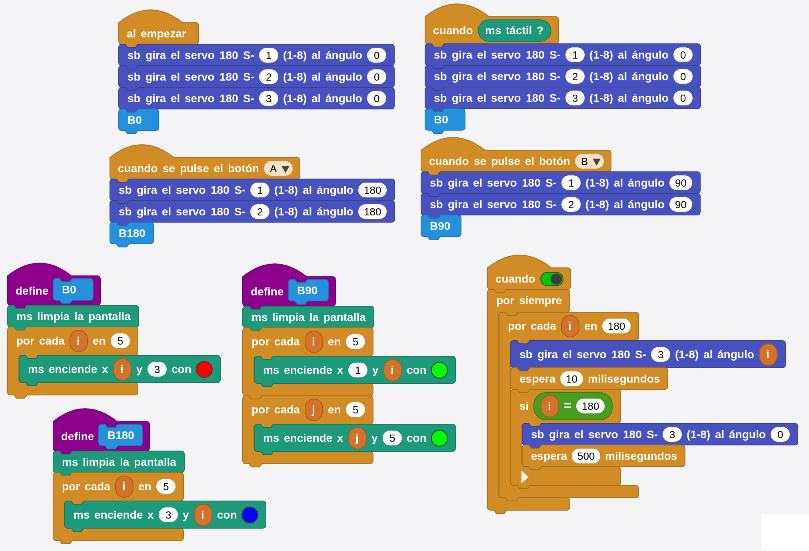 al empezar
sb gira el servo 180 S- 1 (1-8) al ángulo 0
sb gira el servo 180 S- 2 (1-8) al ángulo 0
sb gira el servo 180 S- 3 (1-8) al ángulo 0
B0
cuando ms táctil ?
sb gira el servo 180 S- 1 (1-8) al ángulo 0
sb gira el servo 180 S- 2 (1-8) al ángulo 0
sb gira el servo 180 S- 3 (1-8) al ángulo 0
B0
cuando se pulse el botón A
sb gira el servo 180 S- 1 (1-8) al ángulo 180
sb gira el servo 180 S- 2 (1-8) al ángulo 180
B180
cuando se pulse el botón B
sb gira el servo 180 S- 1 (1-8) al ángulo 90
sb gira el servo 180 S- 2 (1-8) al ángulo 90
B90
define B0
ms limpia la pantalla
por cada i en 5
ms enciende x i y 3 con
define B90
ms limpia la pantalla
por cada i en 5
ms enciende x 1 y i con
por cada j en 5
ms enciende x j y 5 con
define B180
ms limpia la pantalla
por cada i en 5
ms enciende x 3 y i con
cuando
por siempre
por cada i en 180
sb gira el servo 180 S- 3 (1-8) al ángulo i
espera 10 milisegundos
si i = 180
sb gira el servo 180 S- 3 (1-8) al ángulo 0
espera 500 milisegundos